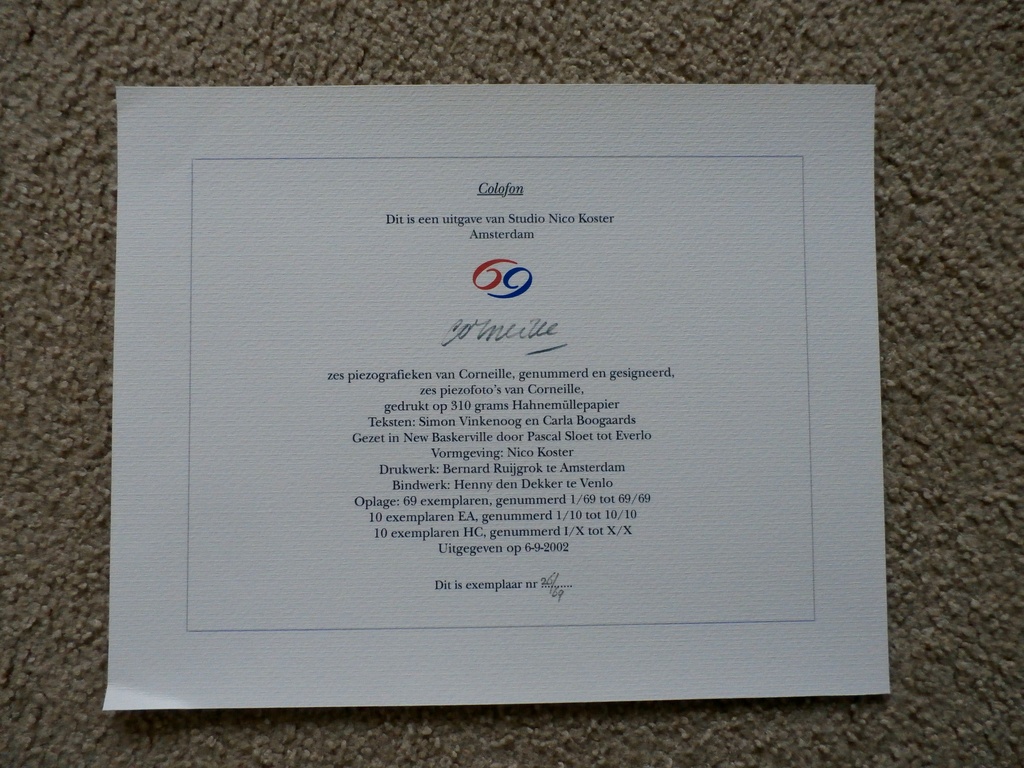 Colofon
Dit is een uitgave van Studio Nico Koster
Amsterdam
69
Corneille
zes piezografieken van Corneille, genummerd en gesigneerd,
zes piezofoto's van Corneille,
gedrukt op 310 grams Hahnemüllepapier
Teksten: Simon Vinkenoog en Carla Boogaards
Gezet in New Baskerville door Pascal Sloet tot Everlo
Vormgeving: Nico Koster
Drukwerk: Bernard Ruijgrok te Amsterdam
Bindwerk: Henny den Dekker te Venlo
Oplage: 69 exemplaren, genummerd 1/69 tot 69/69
10 exemplaren EA, genummerd 1/10 tot 10/10
10 exemplaren HC, genummerd I/X tot X/X
Uitgegeven op 6-9-2002
Dit is exemplaar nr